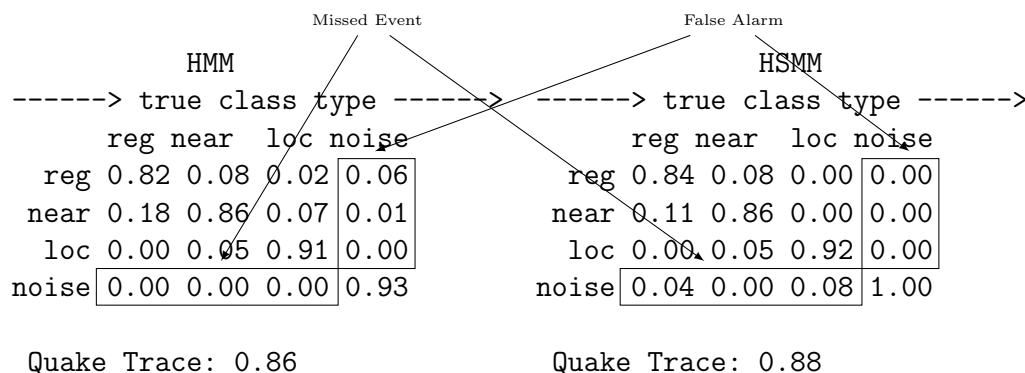 Missed Event False Alarm
HMM HSMM
------> true class type ------> ------> true class type ------>
reg near loc noise reg near loc noise
reg 0.82 0.08 0.02 0.06 reg 0.84 0.08 0.00 0.00
near 0.18 0.86 0.07 0.01 near 0.11 0.86 0.00 0.00
loc 0.00 0.05 0.91 0.00 loc 0.00 0.05 0.92 0.00
noise 0.00 0.00 0.00 0.93 noise 0.04 0.00 0.08 1.00
Quake Trace: 0.86 Quake Trace: 0.88